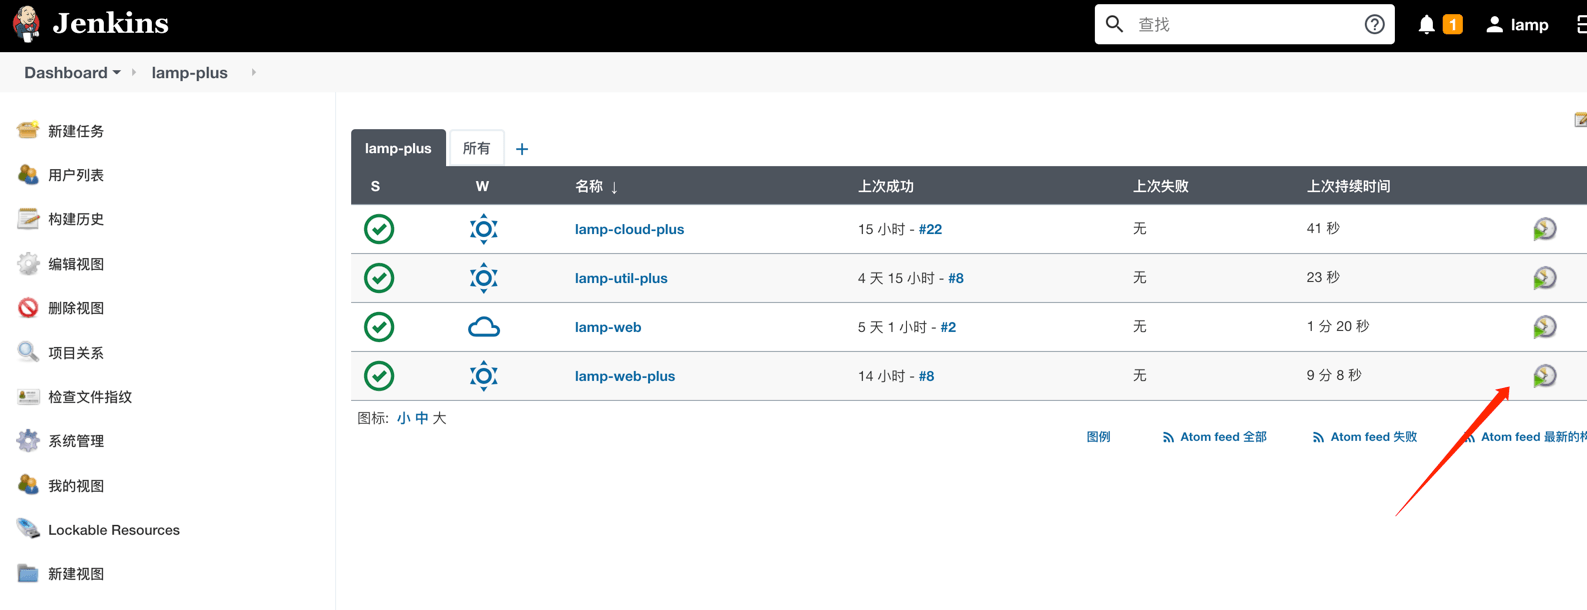 Jenkins 查找 1 lamp
Dashboard lamp-plus
新建任务
用户列表
构建历史
编辑视图
删除视图
项目关系
检查文件指纹
系统管理
我的视图
Lockable Resources
新建视图
lamp-plus 所有 +
S W 名称 ↓ 上次成功 上次失败 上次持续时间
lamp-cloud-plus 15 小时 - #22 无 41 秒
lamp-util-plus 4 天 15 小时 - #8 无 23 秒
lamp-web 5 天 1 小时 - #2 无 1 分 20 秒
lamp-web-plus 14 小时 - #8 无 9 分 8 秒
图标: 小 中 大
图例 Atom feed 全部 Atom feed 失败 Atom feed 最新的构